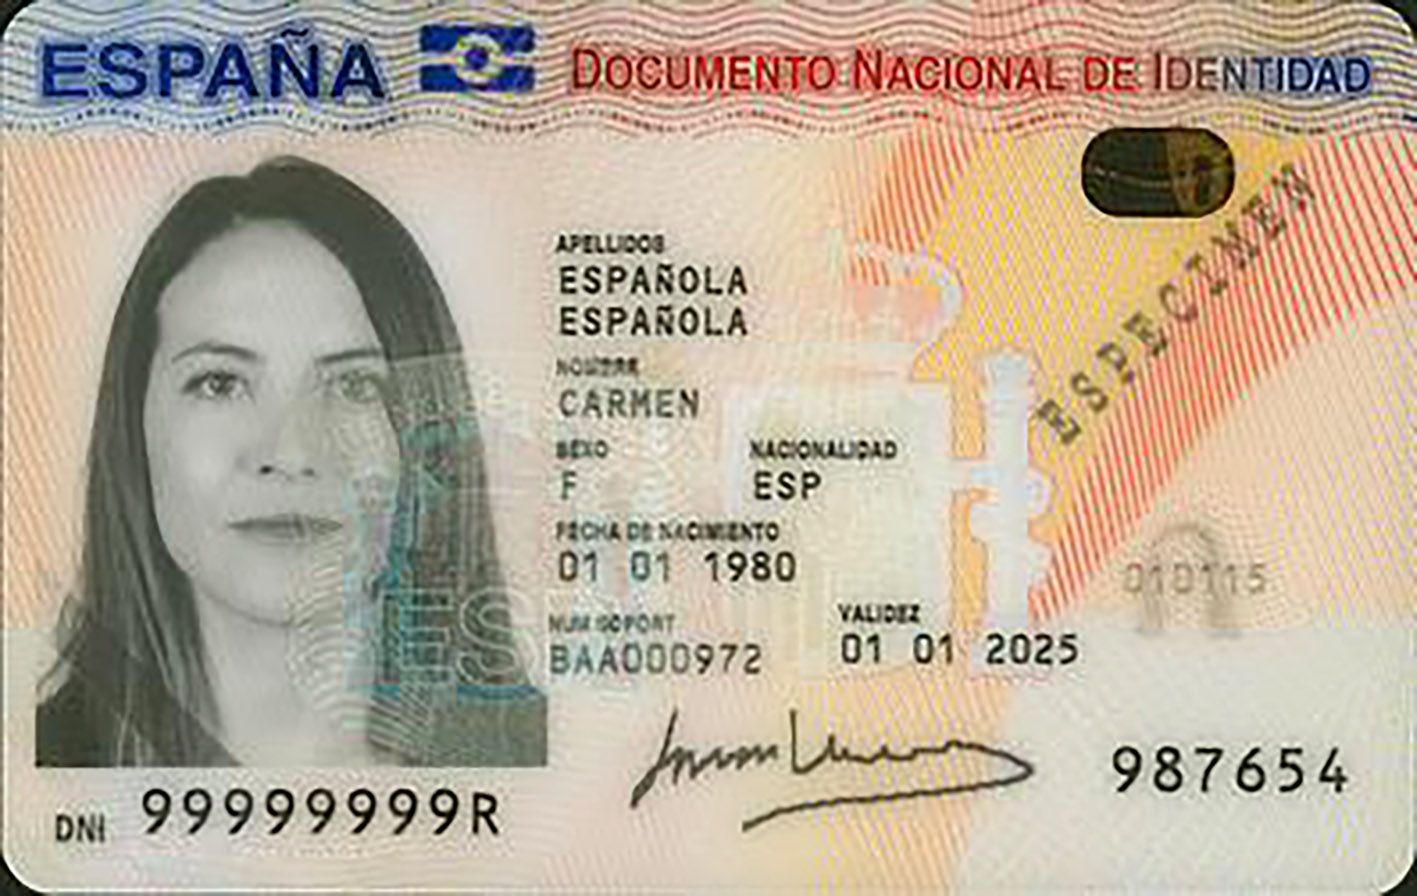 ESPAÑA
DOCUMENTO NACIONAL DE IDENTIDAD
ESPECIMEN
APELLIDOS
ESPAÑOLA
ESPAÑOLA
NOMBRE
CARMEN
SEXO NACIONALIDAD
F ESP
FECHA DE NACIMIENTO
01 01 1980
NUM SOPORT VALIDEZ
BAA000972 01 01 2025
010115
987654
DNI 99999999R